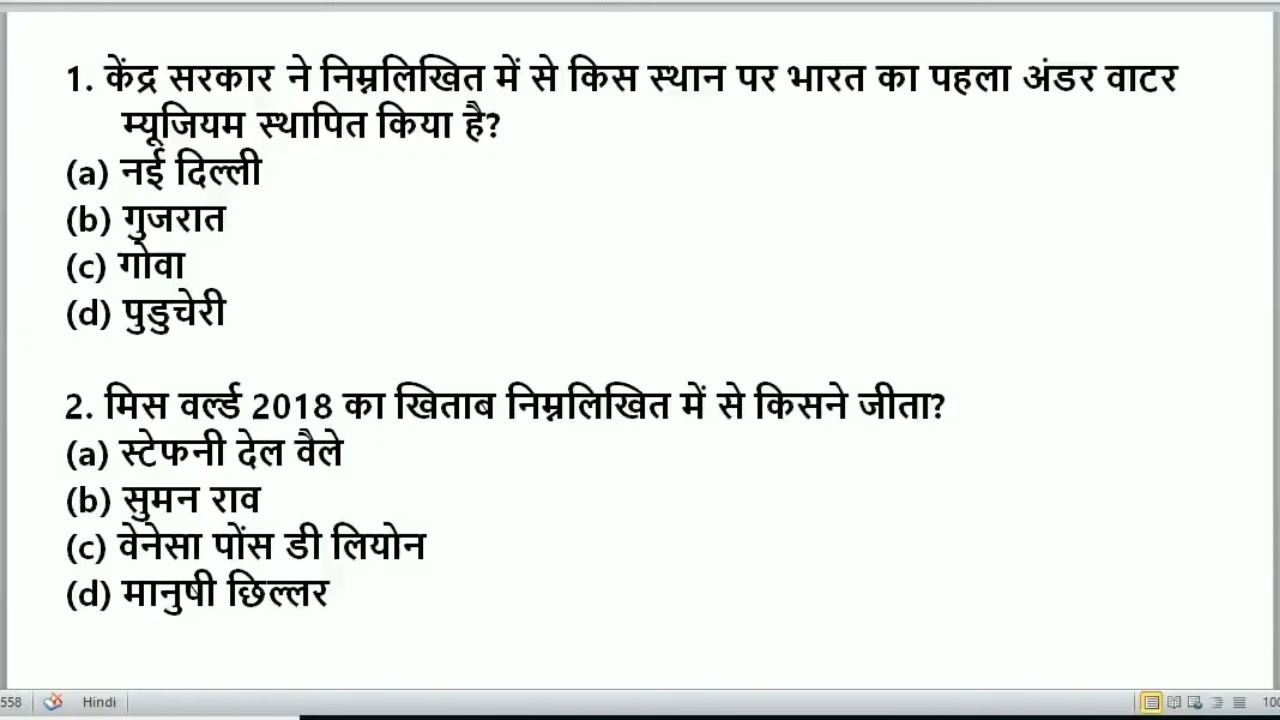 1. केंद्र सरकार ने निम्नलिखित में से किस स्थान पर भारत का पहला अंडर वाटर
म्यूजियम स्थापित किया है?
(a) नई दिल्ली
(b) गुजरात
(c) गोवा
(d) पुडुचेरी
2. मिस वर्ल्ड 2018 का खिताब निम्नलिखित में से किसने जीता?
(a) स्टेफनी देल वैले
(b) सुमन राव
(c) वेनेसा पोंस डी लियोन
(d) मानुषी छिल्लर
558 Hindi 100